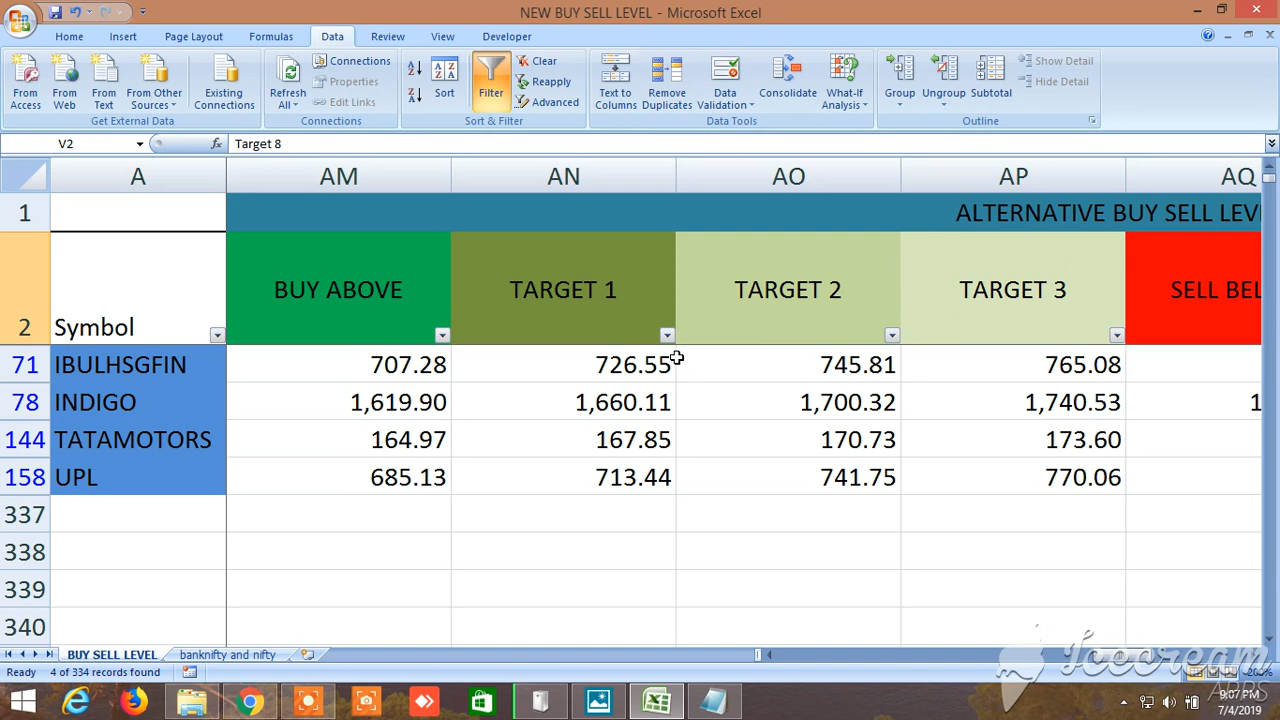 NEW BUY SELL LEVEL - Microsoft Excel
Home Insert Page Layout Formulas Data Review View Developer
From Access
From Web
From Text
From Other Sources
Existing Connections
Get External Data
Refresh All
Connections
Properties
Edit Links
Connections
Sort
Filter
Clear
Reapply
Advanced
Sort & Filter
Text to Columns
Remove Duplicates
Data Validation
Consolidate
What-If Analysis
Data Tools
Group
Ungroup
Subtotal
Show Detail
Hide Detail
Outline
V2 fx Target 8
A AM AN AO AP AQ
1 ALTERNATIVE BUY SELL LEV
2 Symbol BUY ABOVE TARGET 1 TARGET 2 TARGET 3 SELL BEL
71 IBULHSGFIN 707.28 726.55 745.81 765.08
78 INDIGO 1,619.90 1,660.11 1,700.32 1,740.53 1
144 TATAMOTORS 164.97 167.85 170.73 173.60
158 UPL 685.13 713.44 741.75 770.06
337
338
339
340
BUY SELL LEVEL banknifty and nifty
Ready 4 of 334 records found 200%
Icecream
APPS
9:07 PM
7/4/2019